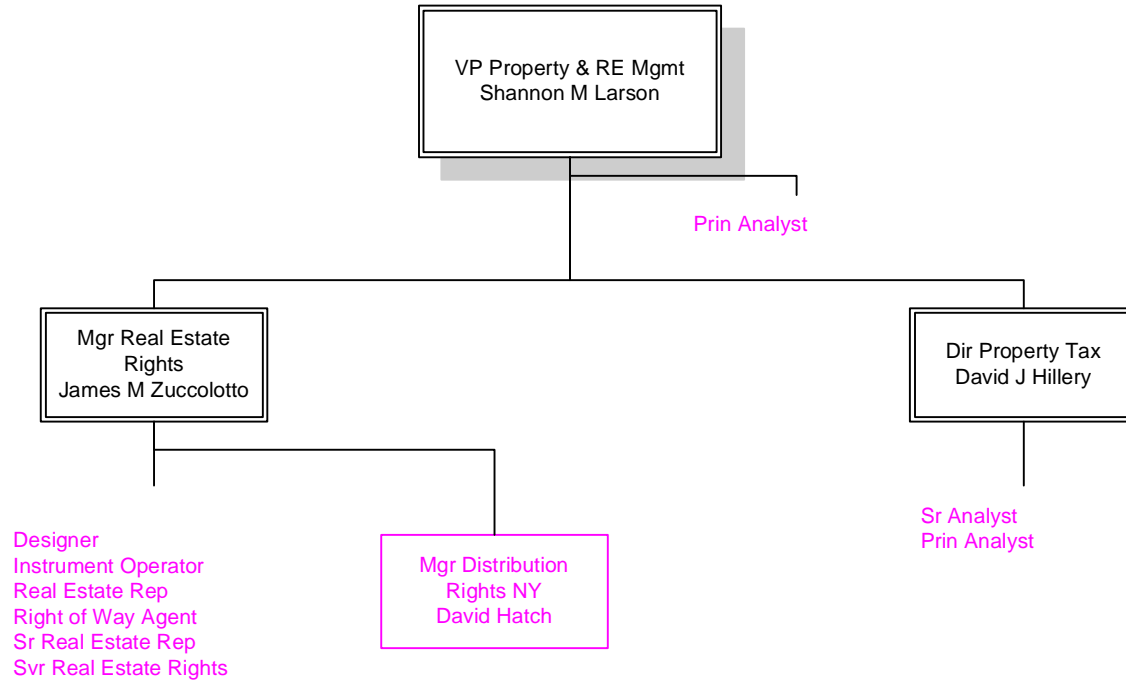 VP Property & RE Mgmt
Shannon M Larson
Prin Analyst
Mgr Real Estate
Rights
James M Zuccolotto
Dir Property Tax
David J Hillery
Designer
Instrument Operator
Real Estate Rep
Right of Way Agent
Sr Real Estate Rep
Svr Real Estate Rights
Mgr Distribution
Rights NY
David Hatch
Sr Analyst
Prin Analyst